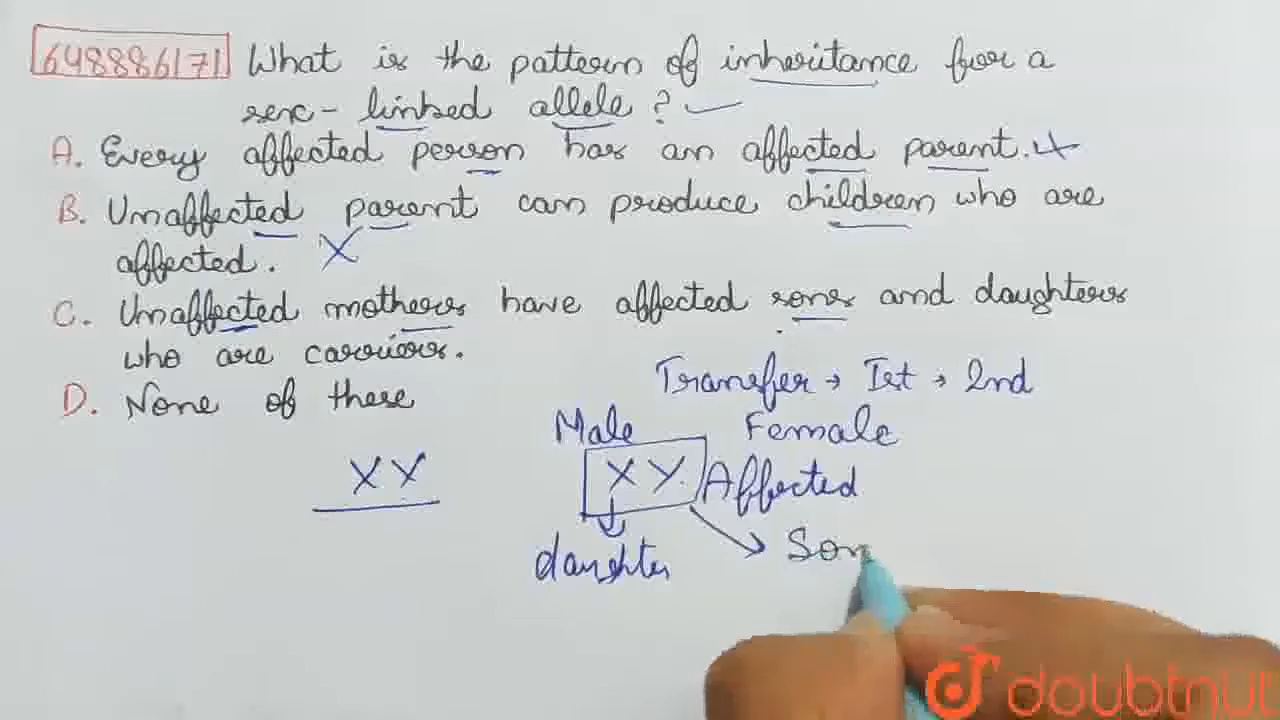 648886171 What is the pattern of inheritance for a
sex-linked allele?
A. Every affected person has an affected parent.
B. Unaffected parent can produce children who are
affected.
C. Unaffected mothers have affected sons and daughters
who are carriers.
D. None of these
Transfer → Ist → 2nd
Male Female
XX XY Affected
daughter Son
doubtnut